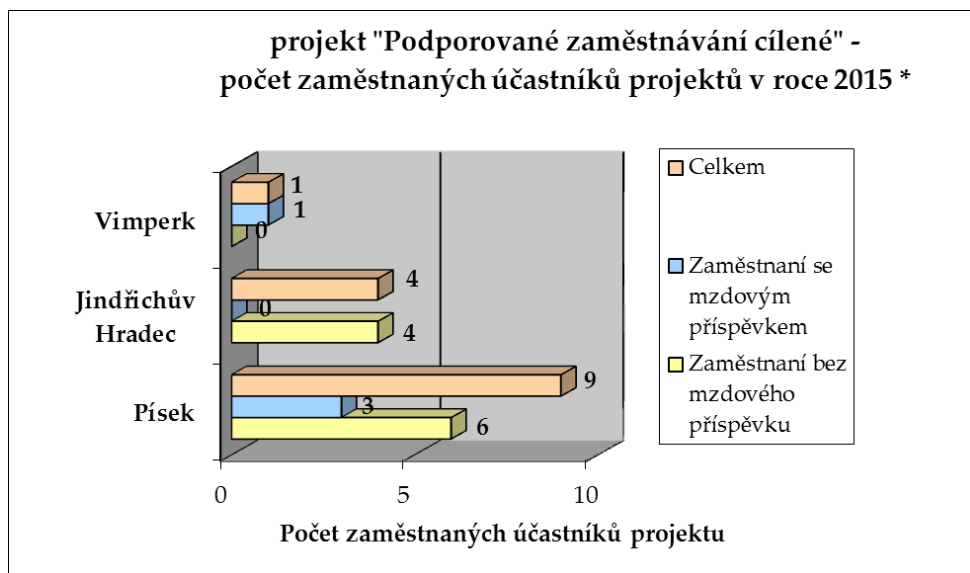 projekt "Podporované zaměstnávání cílené" -
počet zaměstnaných účastníků projektů v roce 2015 *
Vimperk
1
1
0
Jindřichův
Hradec
4
0
4
Písek
9
3
6
0
5
10
Počet zaměstnaných účastníků projektu
Celkem
Zaměstnaní se
mzdovým
příspěvkem
Zaměstnaní bez
mzdového
příspěvku